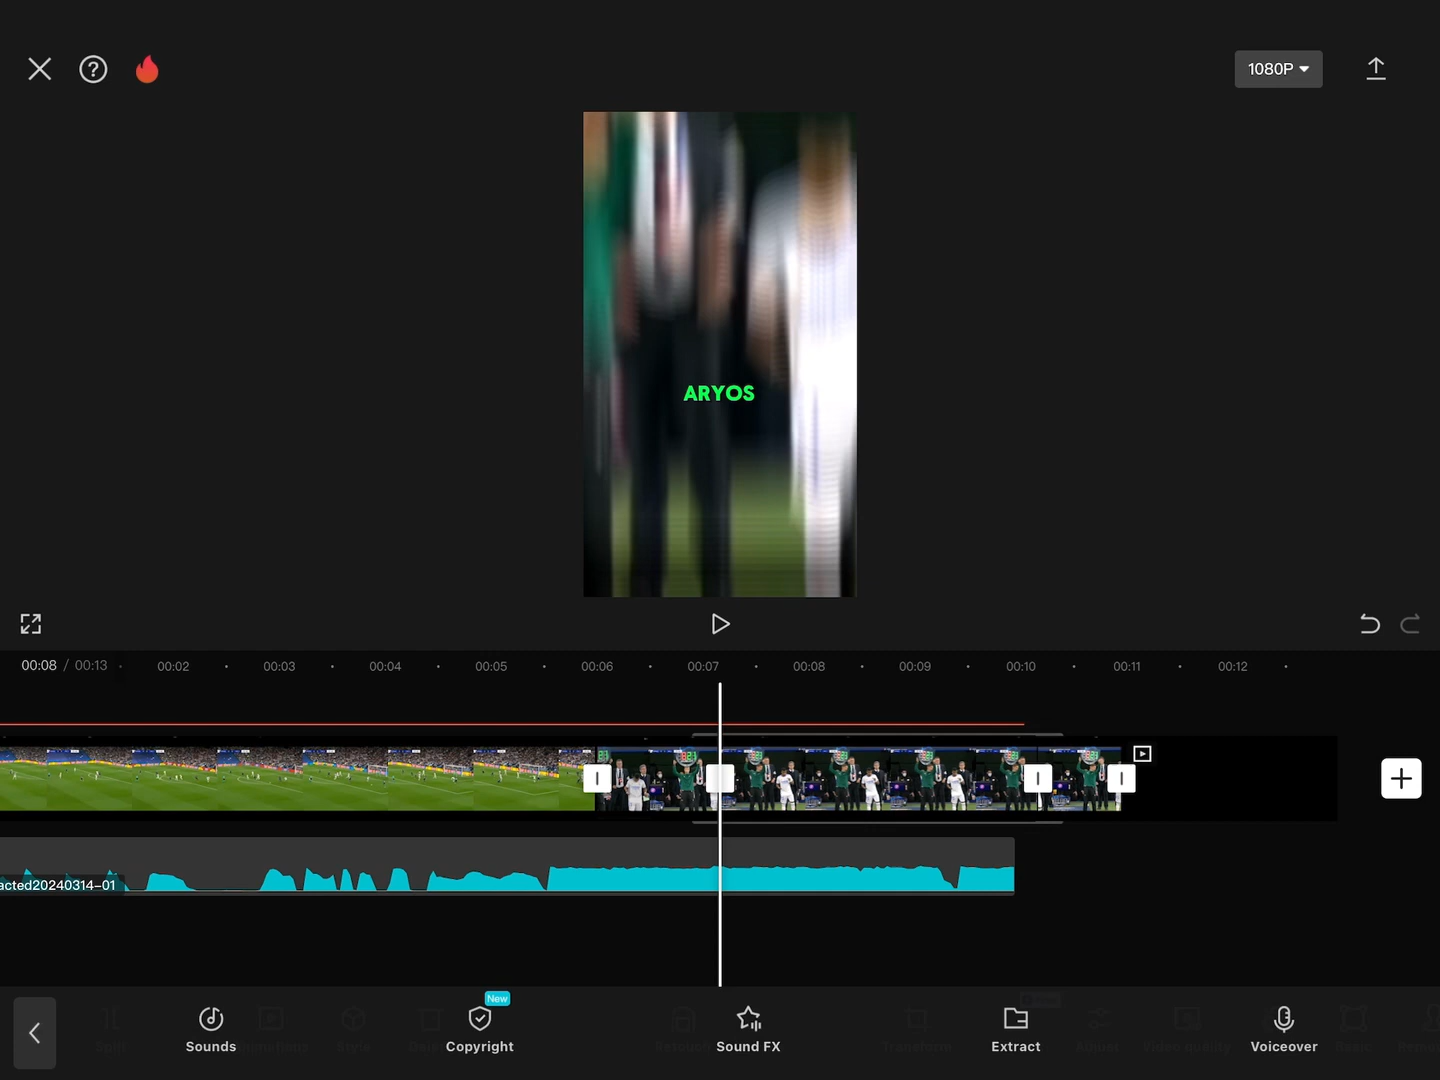 1080P
ARYOS
00:08 / 00:13
00:02
00:03
00:04
00:05
00:06
00:07
00:08
00:09
00:10
00:11
00:12
acted20240314-01
New
Sounds
Copyright
Sound FX
Extract
Voiceover